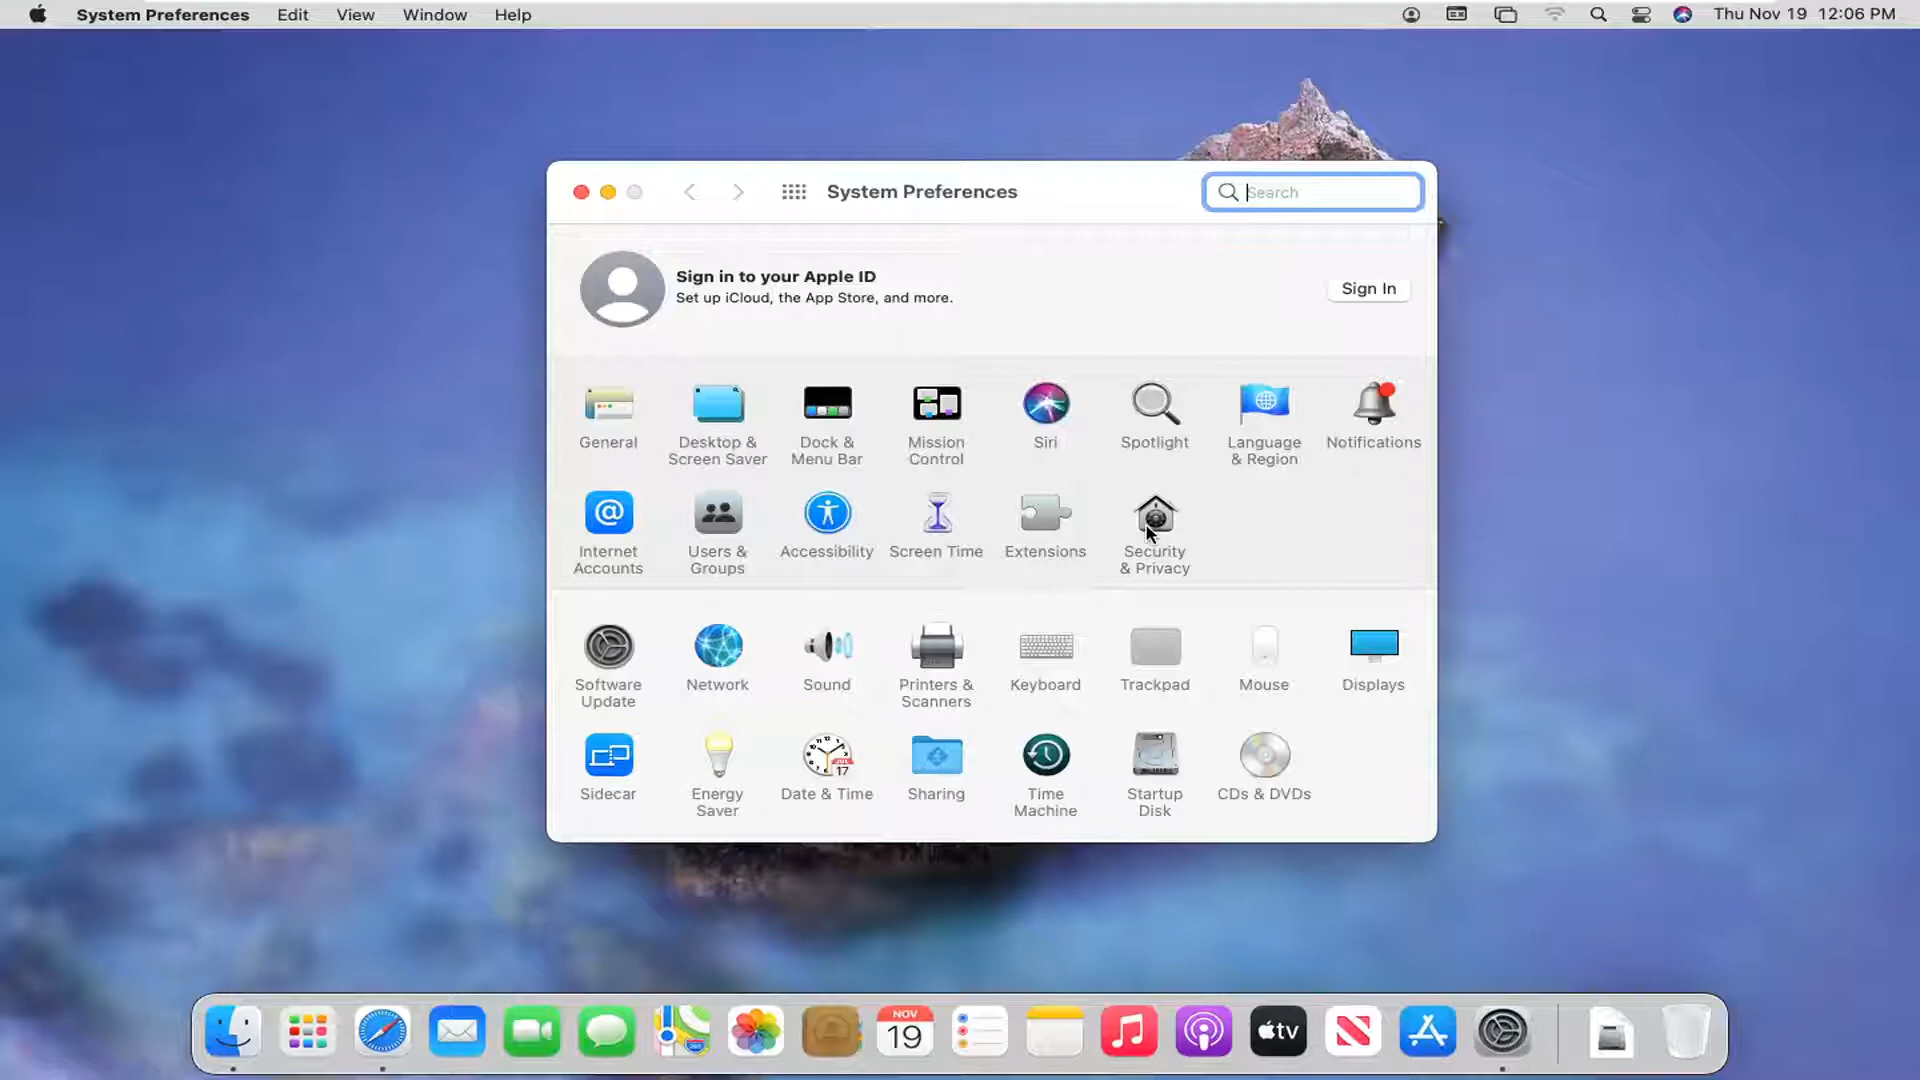 System Preferences Edit View Window Help Thu Nov 19 12:06 PM
System Preferences
Search
Sign in to your Apple ID
Set up iCloud, the App Store, and more.
Sign In
General
Desktop &
Screen Saver
Dock &
Menu Bar
Mission
Control
Siri
Spotlight
Language
& Region
Notifications
Internet
Accounts
Users &
Groups
Accessibility
Screen Time
Extensions
Security
& Privacy
Software
Update
Network
Sound
Printers &
Scanners
Keyboard
Trackpad
Mouse
Displays
Sidecar
Energy
Saver
Date & Time
Sharing
Time
Machine
Startup
Disk
CDs & DVDs
NOV
19
tv